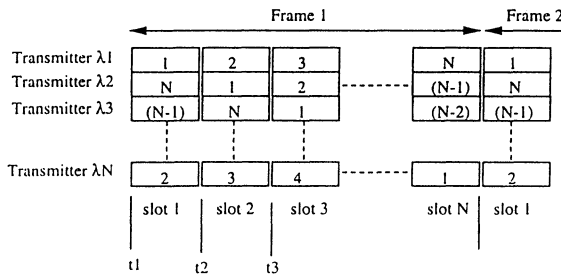 Frame 1 Frame 2
Transmitter λ1 1 2 3 N 1
Transmitter λ2 N 1 2 (N-1) N
Transmitter λ3 (N-1) N 1 (N-2) (N-1)
Transmitter λN 2 3 4 1 2
slot 1 slot 2 slot 3 slot N slot 1
t1 t2 t3